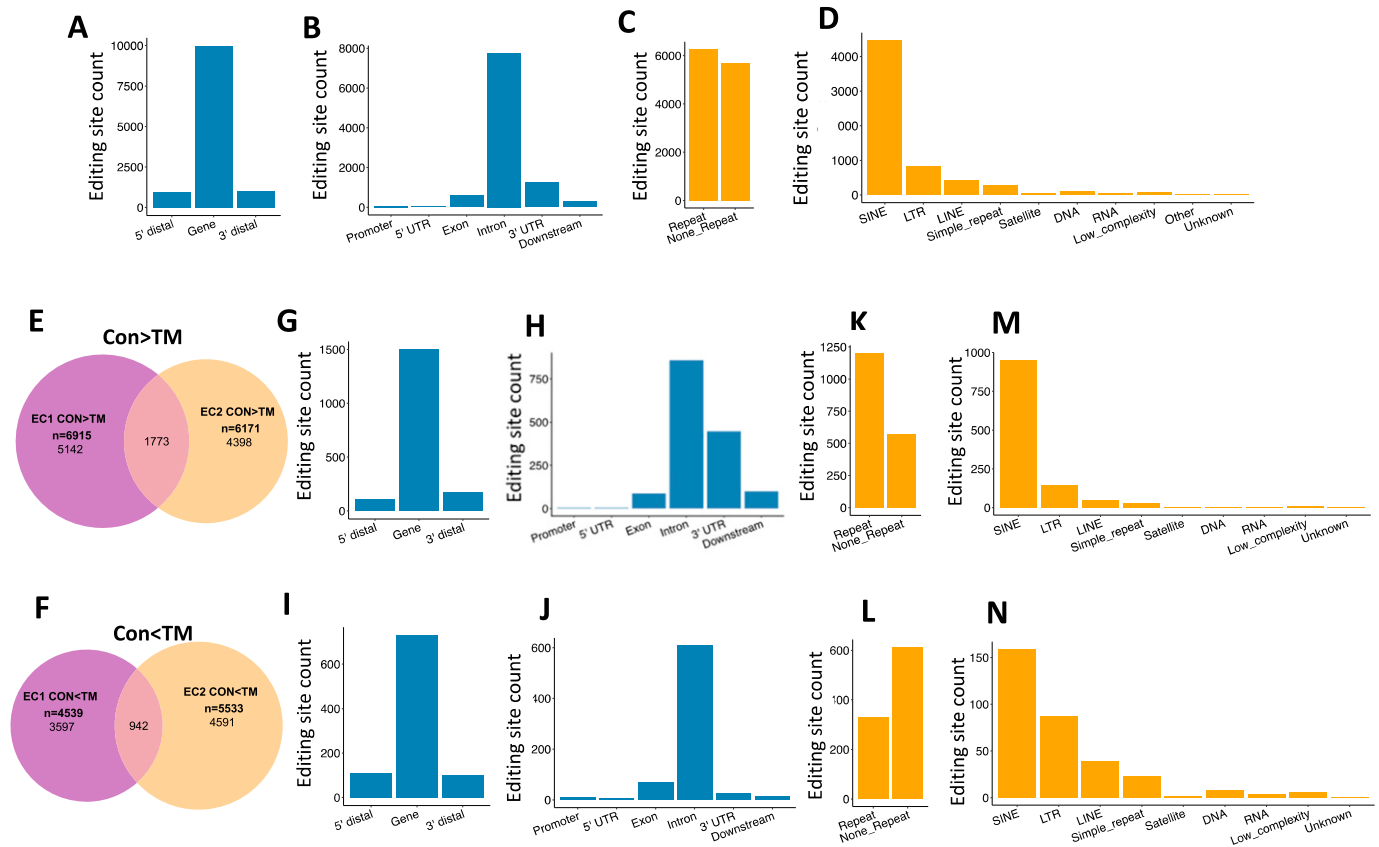 A
Editing site count
10000
7500
5000
2500
0
5' distal
Gene
3' distal
B
Editing site count
8000
6000
4000
2000
0
Promoter
5' UTR
Exon
Intron
3' UTR
Downstream
C
Editing site count
6000
4000
2000
0
Repeat
None_Repeat
D
Editing site count
4000
000
1000
0
SINE
LTR
LINE
Simple_repeat
Satellite
DNA
RNA
Low_complexity
Other
Unknown
E
Con>TM
EC1 CON>TM
n=6915
5142
1773
EC2 CON>TM
n=6171
4398
G
Editing site count
1500
1000
500
0
5' distal
Gene
3' distal
H
Editing site count
750
500
250
0
Promoter
5' UTR
Exon
Intron
3' UTR
Downstream
K
Editing site count
1250
1000
750
500
250
0
Repeat
None_Repeat
M
Editing site count
1000
750
500
250
0
SINE
LTR
LINE
Simple_repeat
Satellite
DNA
RNA
Low_complexity
Unknown
F
Con<TM
EC1 CON<TM
n=4539
3597
942
EC2 CON<TM
n=5533
4591
I
Editing site count
600
400
200
0
5' distal
Gene
3' distal
J
Editing site count
600
400
200
0
Promoter
5' UTR
Exon
Intron
3' UTR
Downstream
L
Editing site count
600
400
200
0
Repeat
None_Repeat
N
Editing site count
150
100
50
0
SINE
LTR
LINE
Simple_repeat
Satellite
DNA
RNA
Low_complexity
Unknown